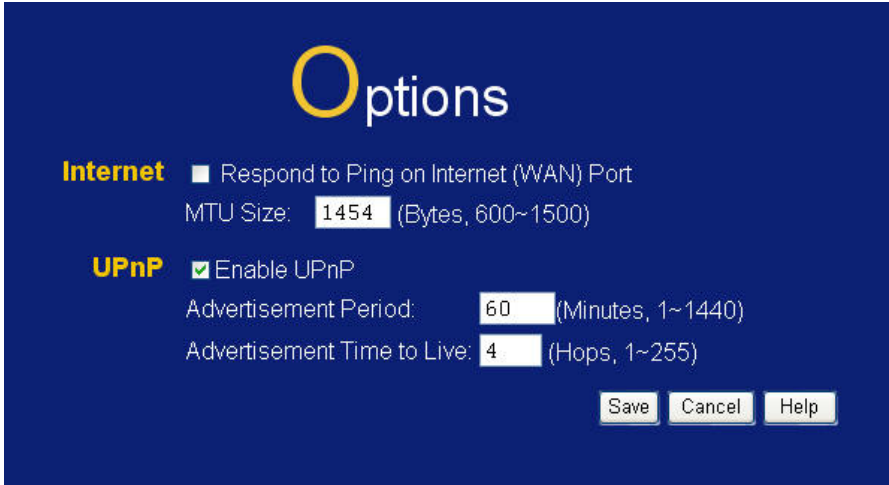 Options
Internet Respond to Ping on Internet (WAN) Port
MTU Size: 1454 (Bytes, 600~1500)
UPnP Enable UPnP
Advertisement Period: 60 (Minutes, 1~1440)
Advertisement Time to Live: 4 (Hops, 1~255)
Save Cancel Help